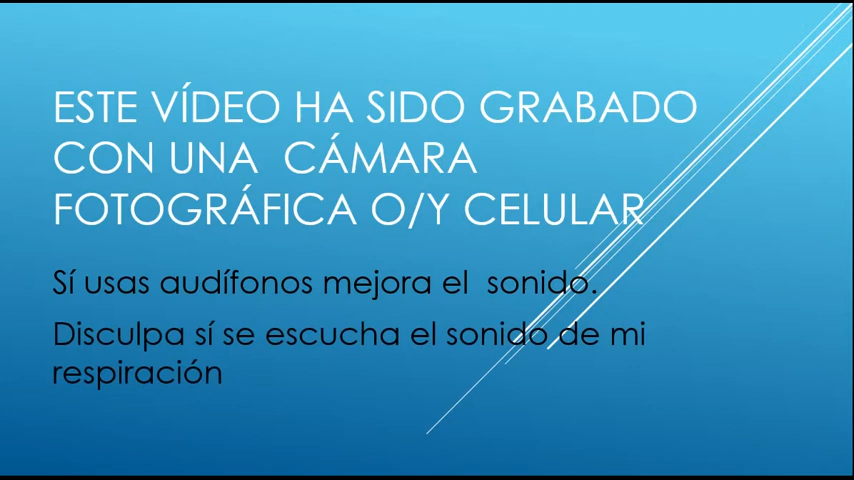 ESTE VÍDEO HA SIDO GRABADO
CON UNA  CÁMARA
FOTOGRÁFICA O/Y CELULAR
Sí usas audífonos mejora el  sonido.
Disculpa sí se escucha el sonido de mi
respiración